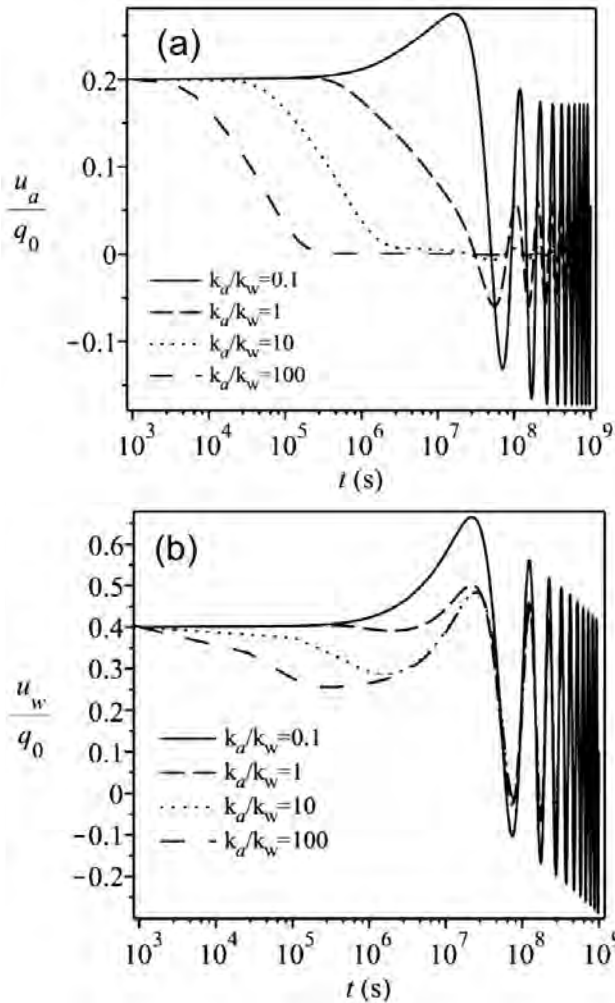 (a)
0.2
0.1
0
−0.1
u_a
q_0
k_a/k_w=0.1
k_a/k_w=1
k_a/k_w=10
k_a/k_w=100
10^3 10^4 10^5 10^6 10^7 10^8 10^9
t (s)
(b)
0.6
0.5
0.4
0.3
0.2
0.1
0
−0.1
−0.2
u_w
q_0
k_a/k_w=0.1
k_a/k_w=1
k_a/k_w=10
k_a/k_w=100
10^3 10^4 10^5 10^6 10^7 10^8 10^9
t (s)